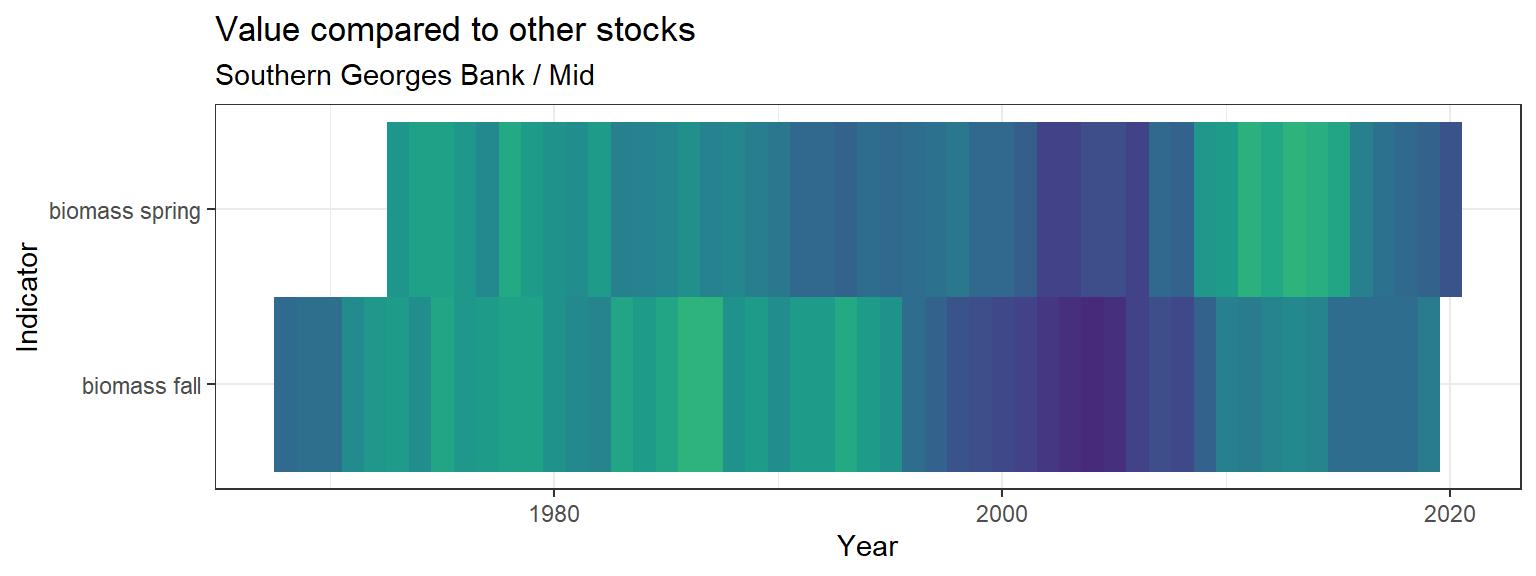 Value compared to other stocks
Southern Georges Bank / Mid
Indicator
biomass spring
biomass fall
1980
2000
2020
Year